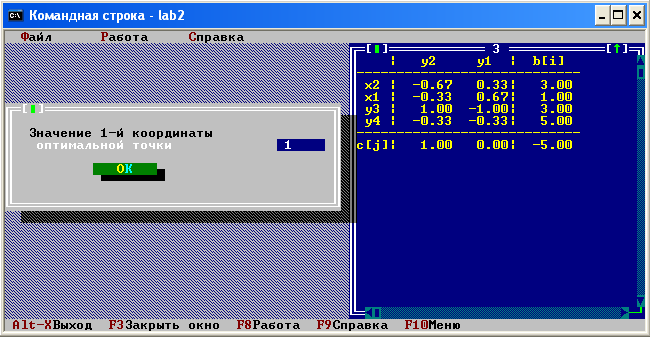 Командная строка - lab2
Файл Работа Справка
3
y2 y1 b[i]
x2 -0.67 0.33 3.00
x1 -0.33 0.67 1.00
y3 1.00 -1.00 3.00
y4 -0.33 -0.33 5.00
c[j] 1.00 0.00 -5.00
Значение 1-й координаты
оптимальной точки 1
OK
Alt-X Выход F3 Закрыть окно F8 Работа F9 Справка F10 Меню